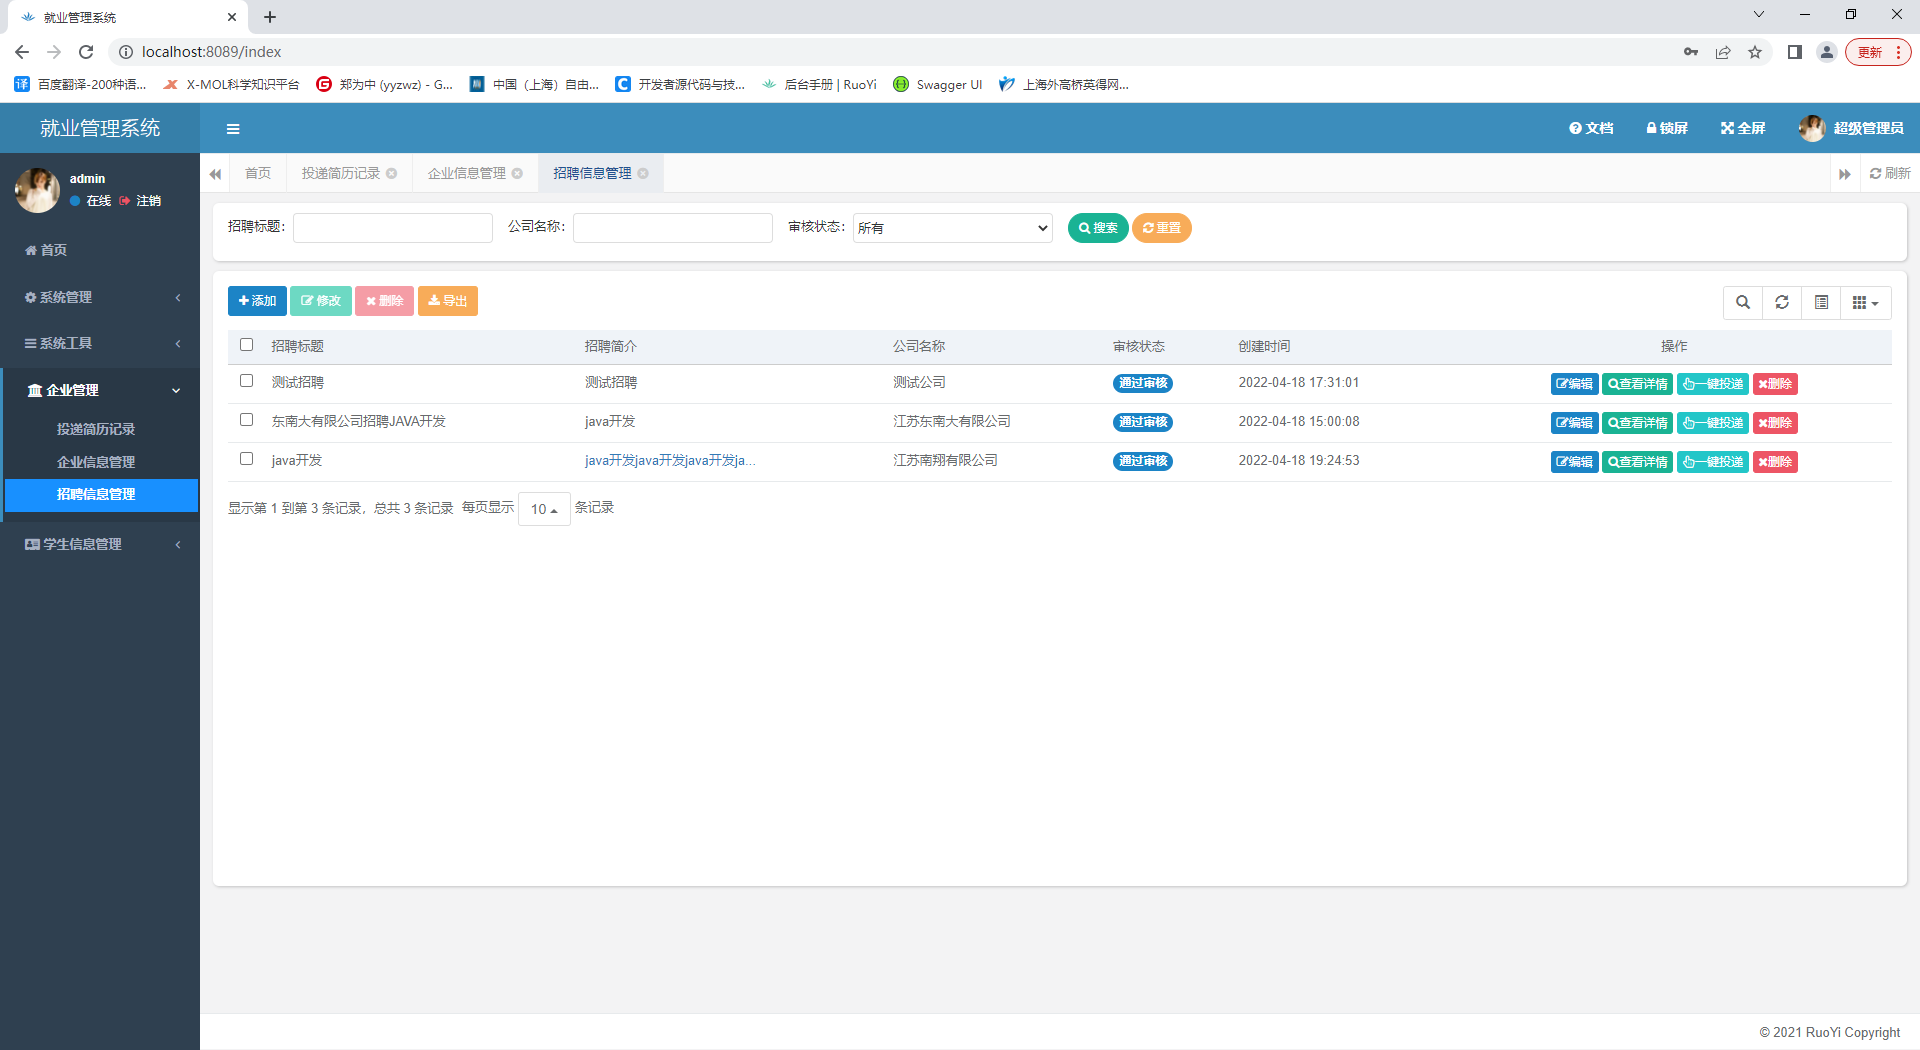 就业管理系统
localhost:8089/index
更新
百度翻译-200种语... X-MOL科学知识平台 郑为中 (yyzwz) - G... 中国（上海）自由... 开发者源代码与技... 后台手册 | RuoYi Swagger UI 上海外高桥英得网...
就业管理系统 文档 锁屏 全屏 超级管理员
admin
在线 注销
首页 投递简历记录 企业信息管理 招聘信息管理 刷新
首页
系统管理
系统工具
企业管理
投递简历记录
企业信息管理
招聘信息管理
学生信息管理
招聘标题： 公司名称： 审核状态： 所有 搜索 重置
添加 修改 删除 导出
招聘标题 招聘简介 公司名称 审核状态 创建时间 操作
测试招聘 测试招聘 测试公司 通过审核 2022-04-18 17:31:01 编辑 查看详情 一键投递 删除
东南大有限公司招聘JAVA开发 java开发 江苏东南大有限公司 通过审核 2022-04-18 15:00:08 编辑 查看详情 一键投递 删除
java开发 java开发java开发java开发ja... 江苏南翔有限公司 通过审核 2022-04-18 19:24:53 编辑 查看详情 一键投递 删除
显示第 1 到第 3 条记录，总共 3 条记录 每页显示 10 条记录
© 2021 RuoYi Copyright